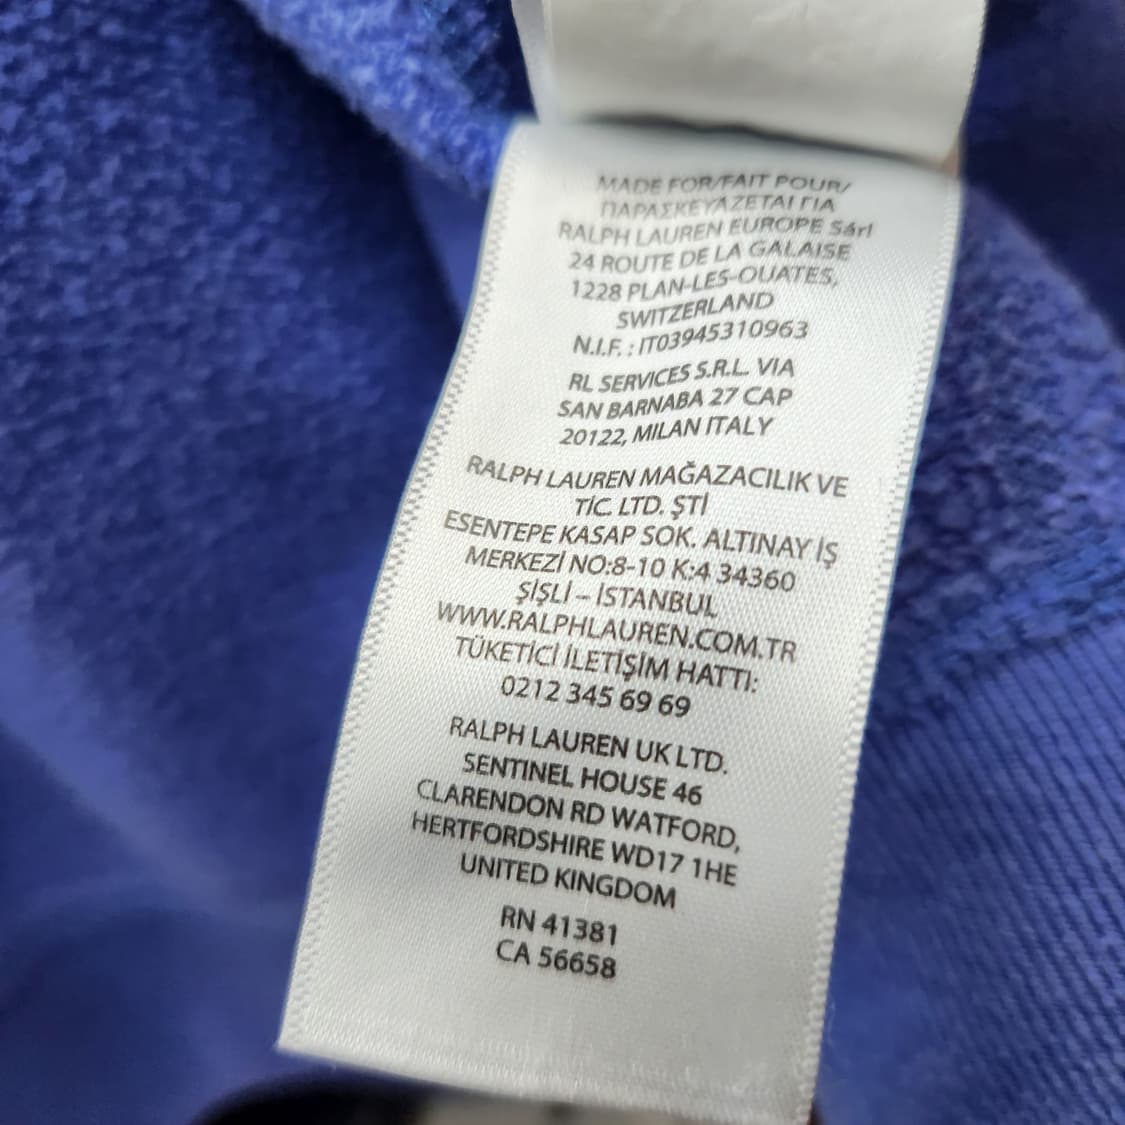 MADE FOR/FAIT POUR/
ΠΑΡΑΣΚΕΥΑΖΕΤΑΙ ΓΙΑ
RALPH LAUREN EUROPE Sárl
24 ROUTE DE LA GALAISE
1228 PLAN-LES-OUATES,
SWITZERLAND
N.I.F. : IT03945310963
RL SERVICES S.R.L. VIA
SAN BARNABA 27 CAP
20122, MILAN ITALY
RALPH LAUREN MAĞAZACILIK VE
TİC. LTD. ŞTİ
ESENTEPE KASAP SOK. ALTINAY İŞ
MERKEZİ NO:8-10 K:4 34360
ŞİŞLİ – İSTANBUL
WWW.RALPHLAUREN.COM.TR
TÜKETİCİ İLETİŞİM HATTI:
0212 345 69 69
RALPH LAUREN UK LTD.
SENTINEL HOUSE 46
CLARENDON RD WATFORD,
HERTFORDSHIRE WD17 1HE
UNITED KINGDOM
RN 41381
CA 56658